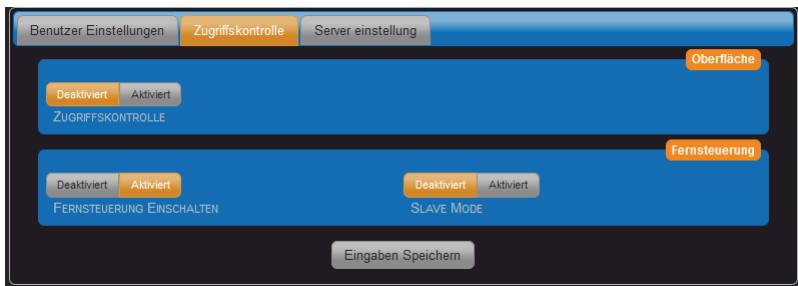 Benutzer Einstellungen Zugriffskontrolle Server einstellung
Oberfläche
Deaktiviert Aktiviert
ZUGRIFFSKONTROLLE
Fernsteuerung
Deaktiviert Aktiviert Deaktiviert Aktiviert
FERNSTEUERUNG EINSCHALTEN SLAVE MODE
Eingaben Speichern